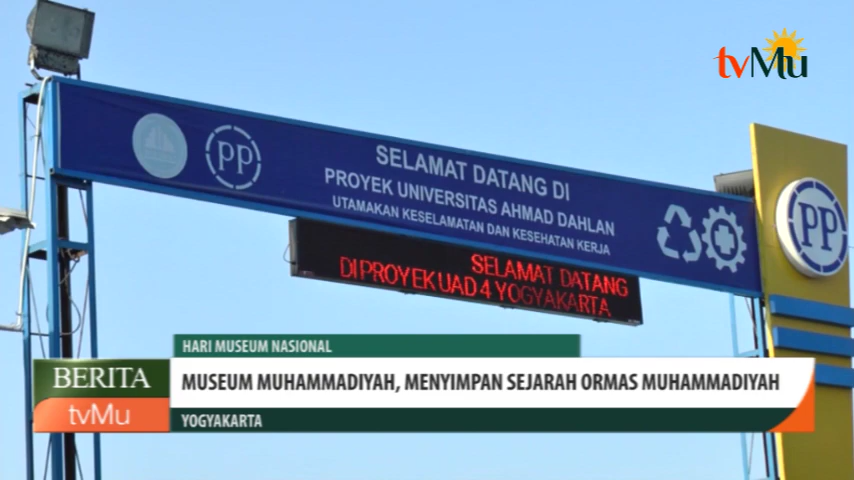 tvMu
PP
SELAMAT DATANG DI
PROYEK UNIVERSITAS AHMAD DAHLAN
UTAMAKAN KESELAMATAN DAN KESEHATAN KERJA
PP
SELAMAT DATANG
DI PROYEK UAD 4 YOGYAKARTA
HARI MUSEUM NASIONAL
BERITA
tvMu
MUSEUM MUHAMMADIYAH, MENYIMPAN SEJARAH ORMAS MUHAMMADIYAH
YOGYAKARTA